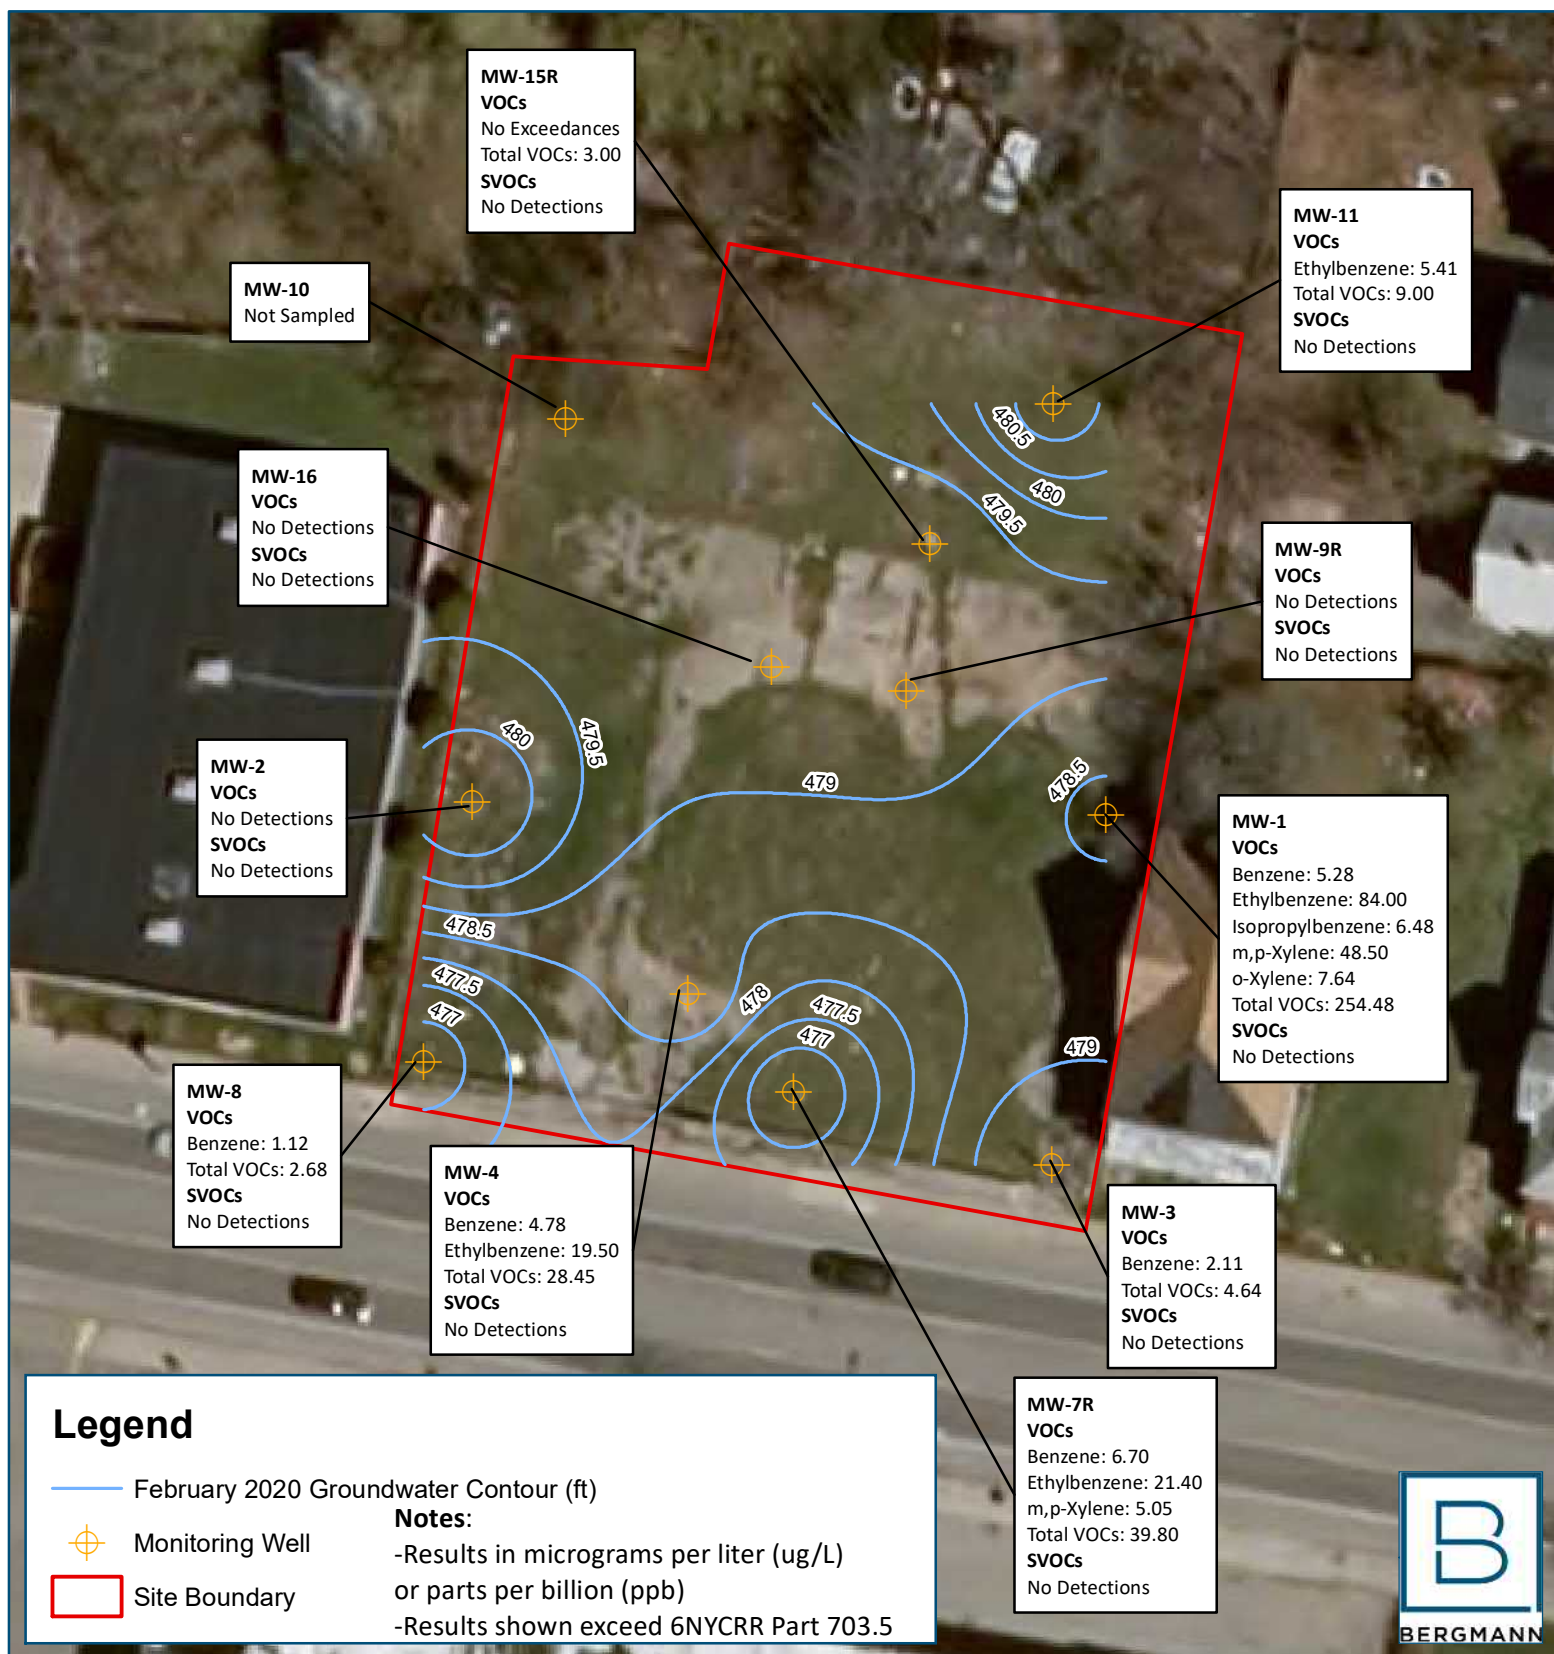 MW-15R
VOCs
No Exceedances
Total VOCs: 3.00
SVOCs
No Detections
MW-11
VOCs
Ethylbenzene: 5.41
Total VOCs: 9.00
SVOCs
No Detections
MW-10
Not Sampled
480.5
480
479.5
MW-16
VOCs
No Detections
SVOCs
No Detections
MW-9R
VOCs
No Detections
SVOCs
No Detections
480
479.5
479
478.5
MW-2
VOCs
No Detections
SVOCs
No Detections
MW-1
VOCs
Benzene: 5.28
Ethylbenzene: 84.00
Isopropylbenzene: 6.48
m,p-Xylene: 48.50
o-Xylene: 7.64
Total VOCs: 254.48
SVOCs
No Detections
478.5
477.5
477
478
477.5
477
479
MW-8
VOCs
Benzene: 1.12
Total VOCs: 2.68
SVOCs
No Detections
MW-4
VOCs
Benzene: 4.78
Ethylbenzene: 19.50
Total VOCs: 28.45
SVOCs
No Detections
MW-3
VOCs
Benzene: 2.11
Total VOCs: 4.64
SVOCs
No Detections
MW-7R
VOCs
Benzene: 6.70
Ethylbenzene: 21.40
m,p-Xylene: 5.05
Total VOCs: 39.80
SVOCs
No Detections
Legend
February 2020 Groundwater Contour (ft)
Monitoring Well
Site Boundary
Notes:
-Results in micrograms per liter (ug/L)
or parts per billion (ppb)
-Results shown exceed 6NYCRR Part 703.5
B
BERGMANN